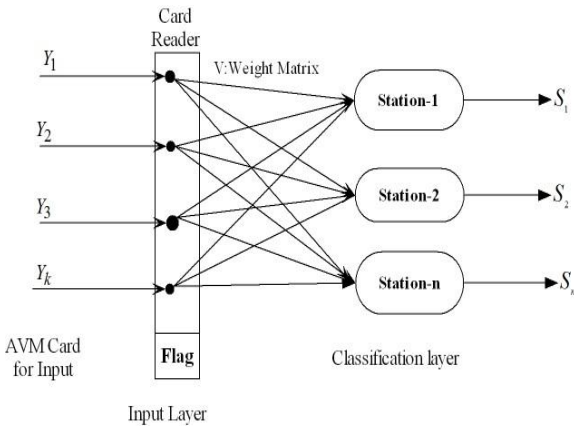 Card
Reader
Y1
V:Weight Matrix
Station-1
S1
Y2
Station-2
S2
Y3
Station-n
Sn
Yk
AVM Card
for Input
Flag
Classification layer
Input Layer